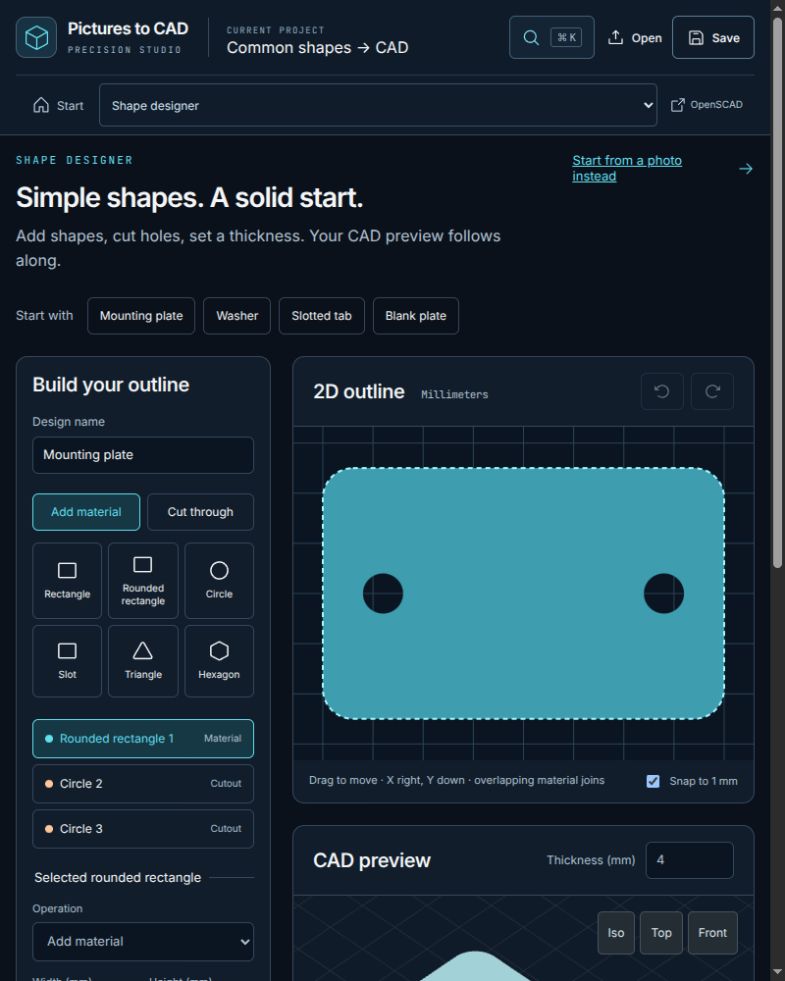 Pictures to CAD
PRECISION STUDIO
CURRENT PROJECT
Common shapes → CAD
⌘ K
Open
Save
Start
Shape designer
OpenSCAD
SHAPE DESIGNER
Start from a photo
instead
Simple shapes. A solid start.
Add shapes, cut holes, set a thickness. Your CAD preview follows
along.
Start with
Mounting plate
Washer
Slotted tab
Blank plate
Build your outline
Design name
Mounting plate
Add material
Cut through
Rectangle
Rounded
rectangle
Circle
Slot
Triangle
Hexagon
Rounded rectangle 1
Material
Circle 2
Cutout
Circle 3
Cutout
Selected rounded rectangle
Operation
Add material
2D outline
Millimeters
Drag to move · X right, Y down · overlapping material joins
Snap to 1 mm
CAD preview
Thickness (mm)
4
Iso
Top
Front